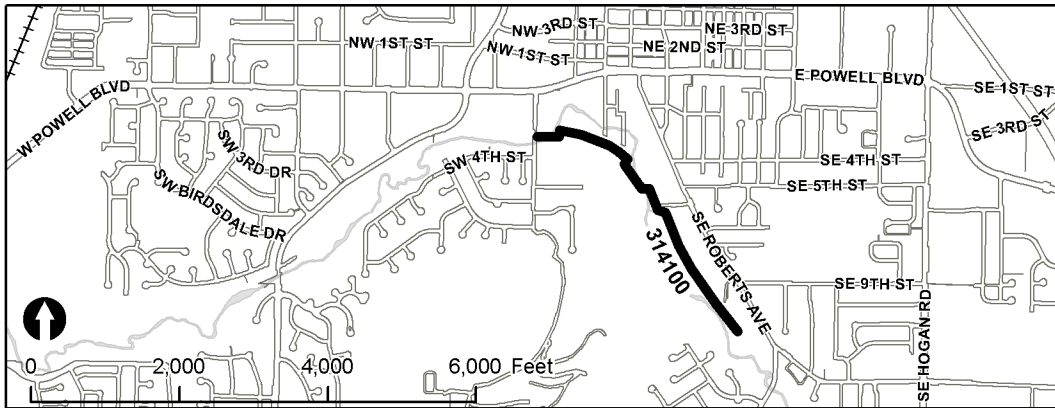 NW 3RD ST
NE 3RD ST
NW 1ST ST
NW 1ST ST
NE 2ND ST
E POWELL BLVD
SE 1ST ST
W POWELL BLVD
SE 3RD ST
SW 3RD DR
SW 4TH ST
SE 4TH ST
SE 5TH ST
SW BIRDSDALE DR
314100
SE ROBERTS AVE
SE 9TH ST
SE HOGAN RD
0 2,000 4,000 6,000 Feet